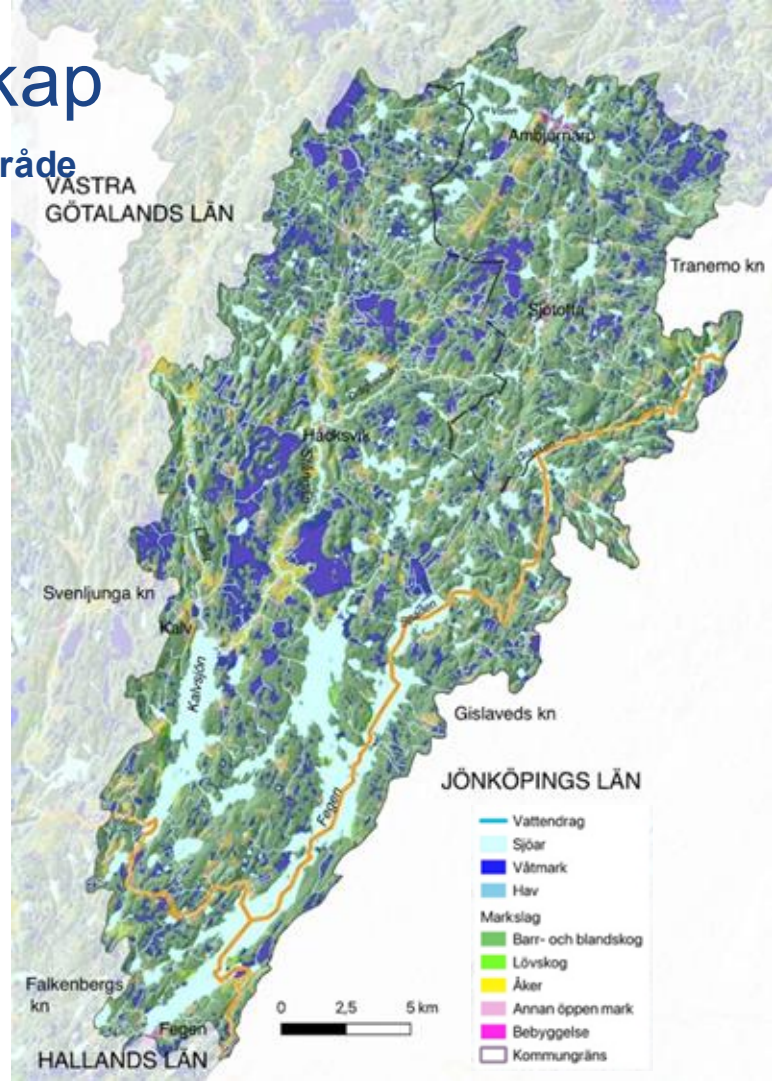 kap
råde
VÄSTRA
GÖTALANDS LÄN
Ambjörnarp
Tranemo kn
Sjötofta
Håcksvik
Svenljunga kn
Kalv
Kalvsjön
Gislaveds kn
JÖNKÖPINGS LÄN
Fegen
Vattendrag
Sjöar
Våtmark
Hav
Markslag
Barr- och blandskog
Lövskog
Åker
Annan öppen mark
Bebyggelse
Kommungräns
Falkenbergs
kn
0 2,5 5 km
Fegen
HALLANDS LÄN